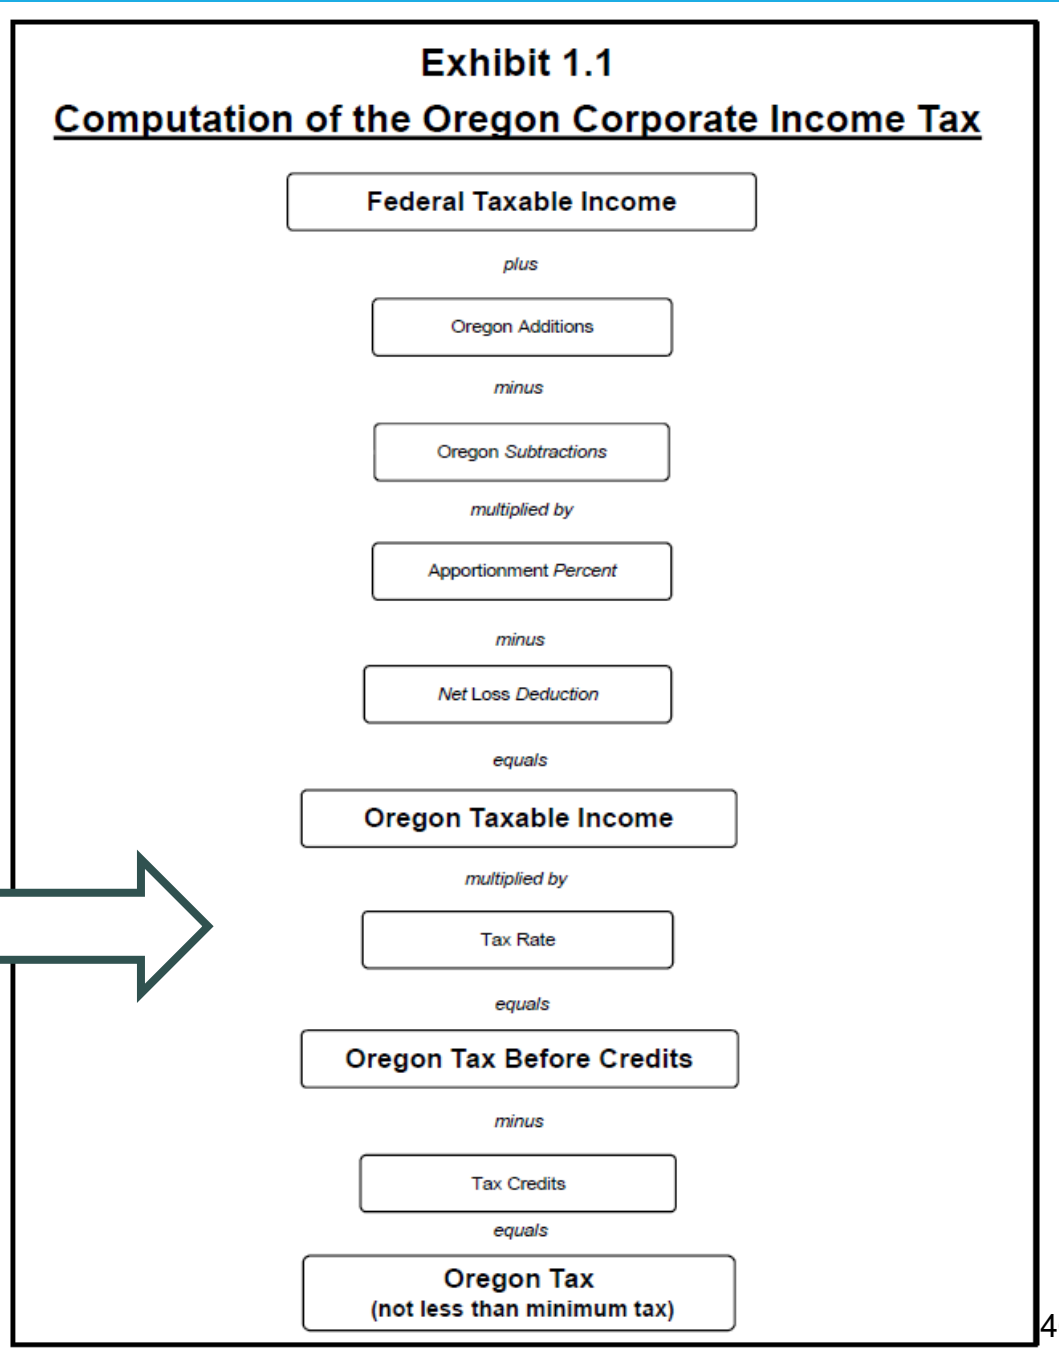 Exhibit 1.1
Computation of the Oregon Corporate Income Tax
Federal Taxable Income
plus
Oregon Additions
minus
Oregon Subtractions
multiplied by
Apportionment Percent
minus
Net Loss Deduction
equals
Oregon Taxable Income
multiplied by
Tax Rate
equals
Oregon Tax Before Credits
minus
Tax Credits
equals
Oregon Tax
(not less than minimum tax)
4